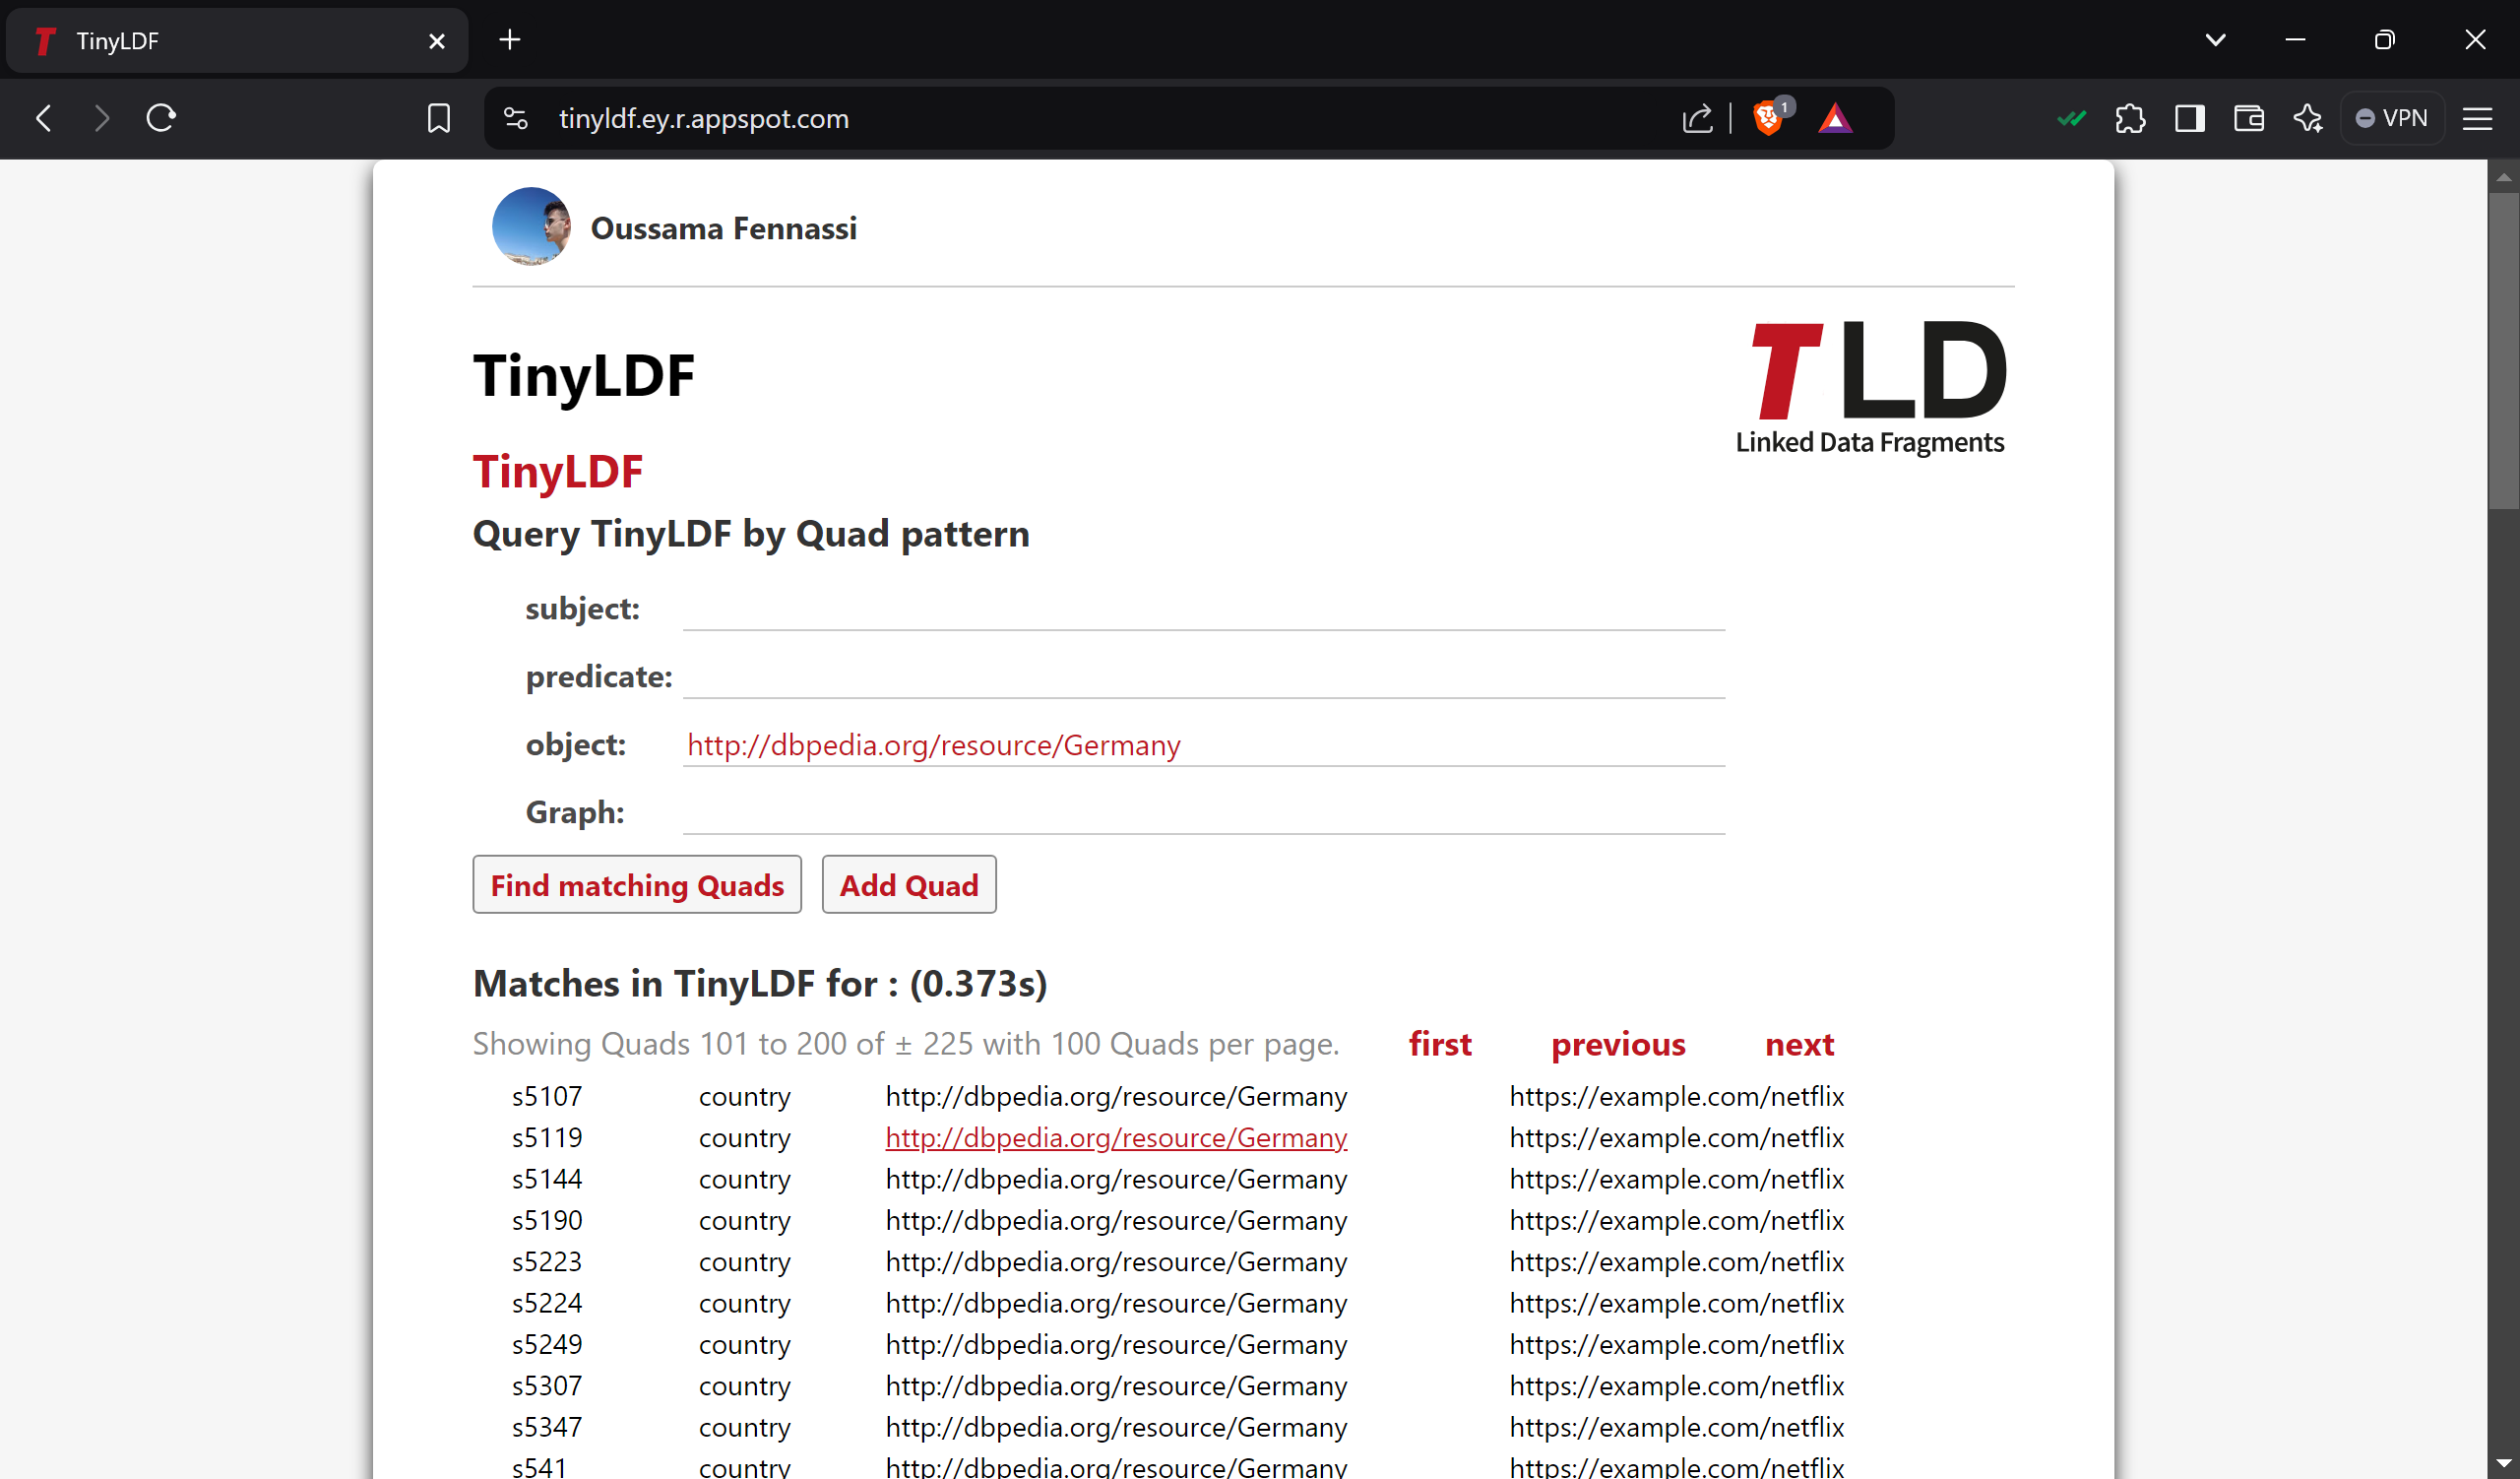 TinyLDF
tinyldf.ey.r.appspot.com
1
VPN
Oussama Fennassi
TinyLDF
TLD
Linked Data Fragments
TinyLDF
Query TinyLDF by Quad pattern
subject:
predicate:
object: http://dbpedia.org/resource/Germany
Graph:
Find matching Quads Add Quad
Matches in TinyLDF for : (0.373s)
Showing Quads 101 to 200 of ± 225 with 100 Quads per page. first previous next
s5107 country http://dbpedia.org/resource/Germany https://example.com/netflix
s5119 country http://dbpedia.org/resource/Germany https://example.com/netflix
s5144 country http://dbpedia.org/resource/Germany https://example.com/netflix
s5190 country http://dbpedia.org/resource/Germany https://example.com/netflix
s5223 country http://dbpedia.org/resource/Germany https://example.com/netflix
s5224 country http://dbpedia.org/resource/Germany https://example.com/netflix
s5249 country http://dbpedia.org/resource/Germany https://example.com/netflix
s5307 country http://dbpedia.org/resource/Germany https://example.com/netflix
s5347 country http://dbpedia.org/resource/Germany https://example.com/netflix
s541 country http://dbpedia.org/resource/Germany https://example.com/netflix